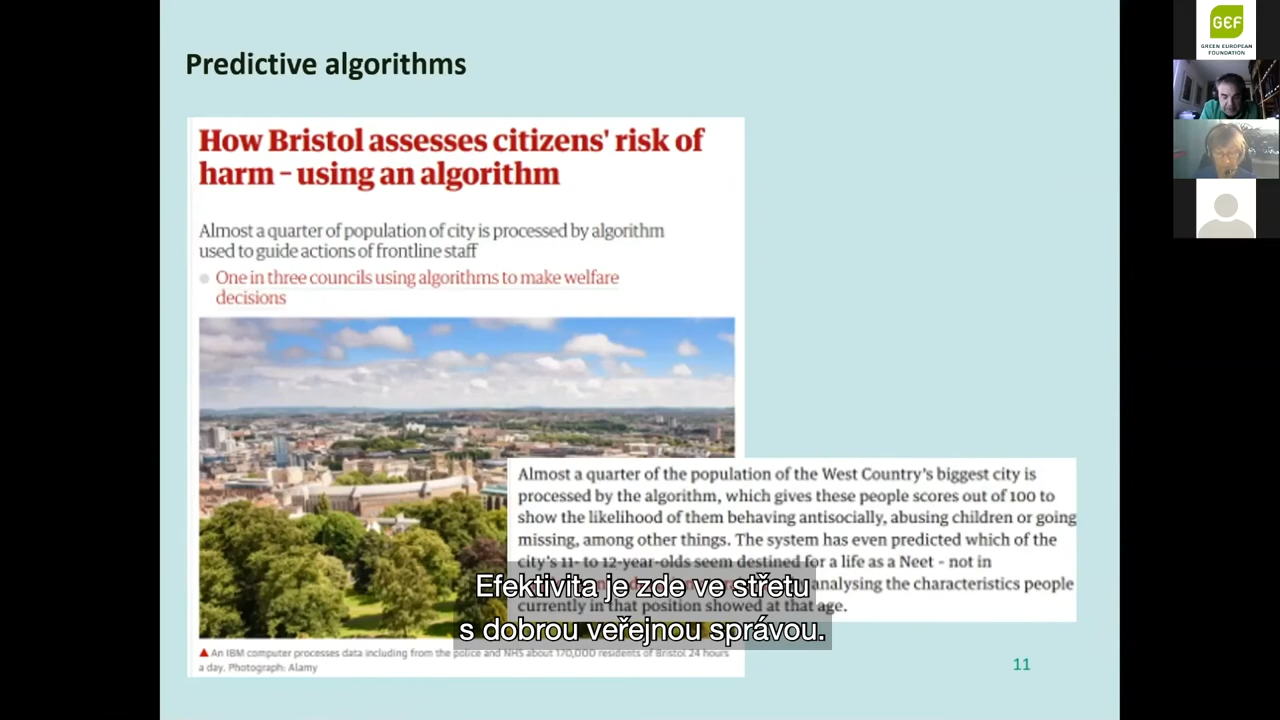 Predictive algorithms
How Bristol assesses citizens' risk of
harm – using an algorithm
Almost a quarter of population of city is processed by algorithm
used to guide actions of frontline staff
One in three councils using algorithms to make welfare
decisions
An IBM computer processes data including from the police and NHS about 170,000 residents of Bristol 24 hours
a day. Photograph: Alamy
Almost a quarter of the population of the West Country's biggest city is
processed by the algorithm, which gives these people scores out of 100 to
show the likelihood of them behaving antisocially, abusing children or going
missing, among other things. The system has even predicted which of the
city's 11- to 12-year-olds seem destined for a life as a Neet – not in
analysing the characteristics people
currently in that position showed at that age.
Efektivita je zde ve střetu
s dobrou veřejnou správou.
11
GEF
GREEN EUROPEAN
FOUNDATION